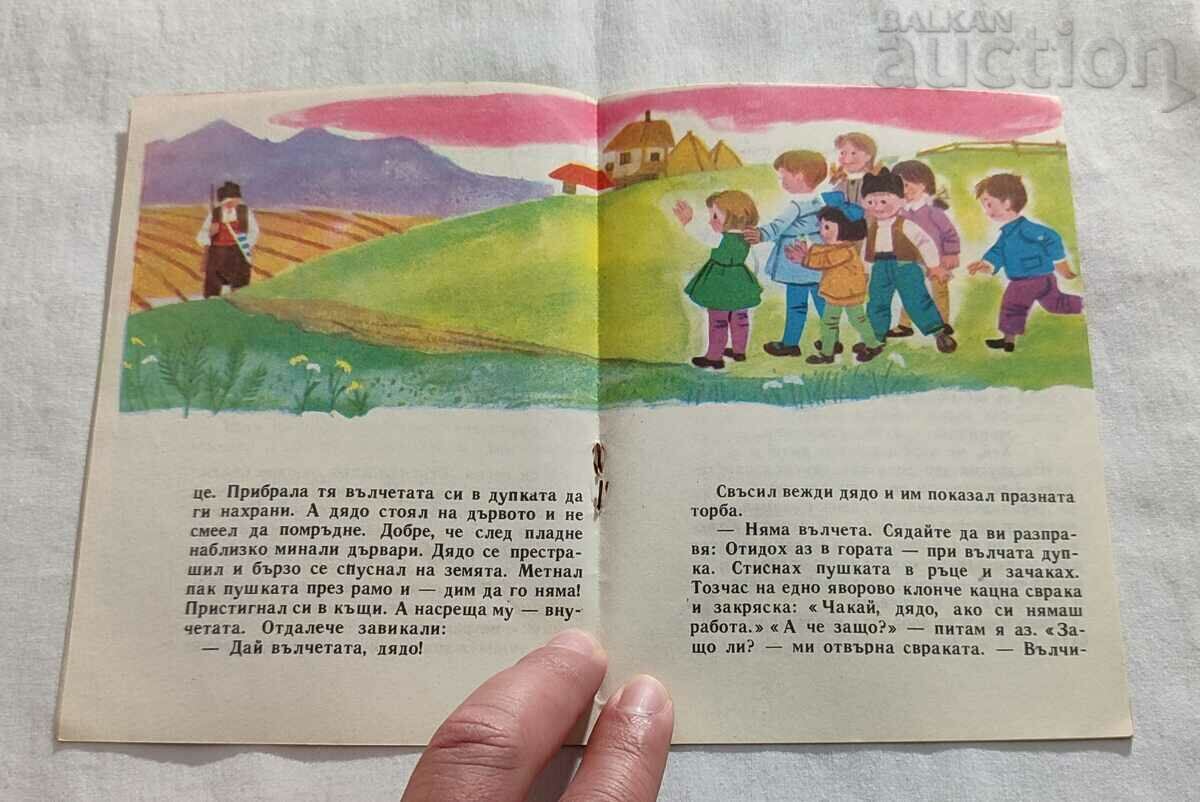 BALKAN
auction
це. Прибрала тя вълчетата си в дупката да
ги нахрани. А дядо стоял на дървото и не
смеел да помръдне. Добре, че след пладне
наблизко минали дървари. Дядо се престра-
шил и бързо се спуснал на земята. Метнал
пак пушката през рамо и — дим да го няма!
Пристигнал си в къщи. А насреща му — вну-
четата. Отдалече завикали:
— Дай вълчетата, дядо!
Свъсил вежди дядо и им показал празната
торба.
— Няма вълчета. Сядайте да ви разпра-
вя: Отидох аз в гората — при вълчата дуп-
ка. Стиснах пушката в ръце и зачаках.
Тозчас на едно яворово клонче кацна сврака
и закряска: «Чакай, дядо, ако си нямаш
работа.» «А че защо?» — питам я аз. «За-
що ли? — ми отвърна свраката. — Вълчи-